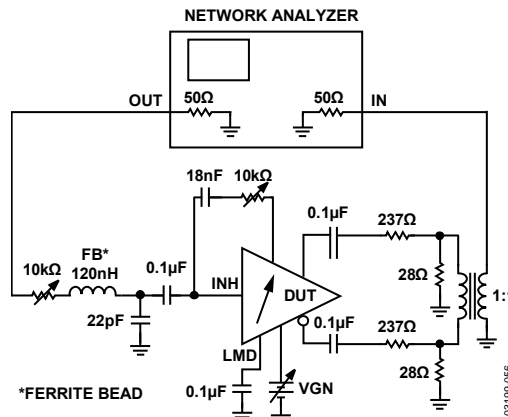 NETWORK ANALYZER
OUT
50Ω
50Ω
IN
18nF
10kΩ
10kΩ
FB*
120nH
0.1µF
22pF
INH
DUT
LMD
0.1µF
VGN
0.1µF
237Ω
28Ω
0.1µF
237Ω
28Ω
*FERRITE BEAD